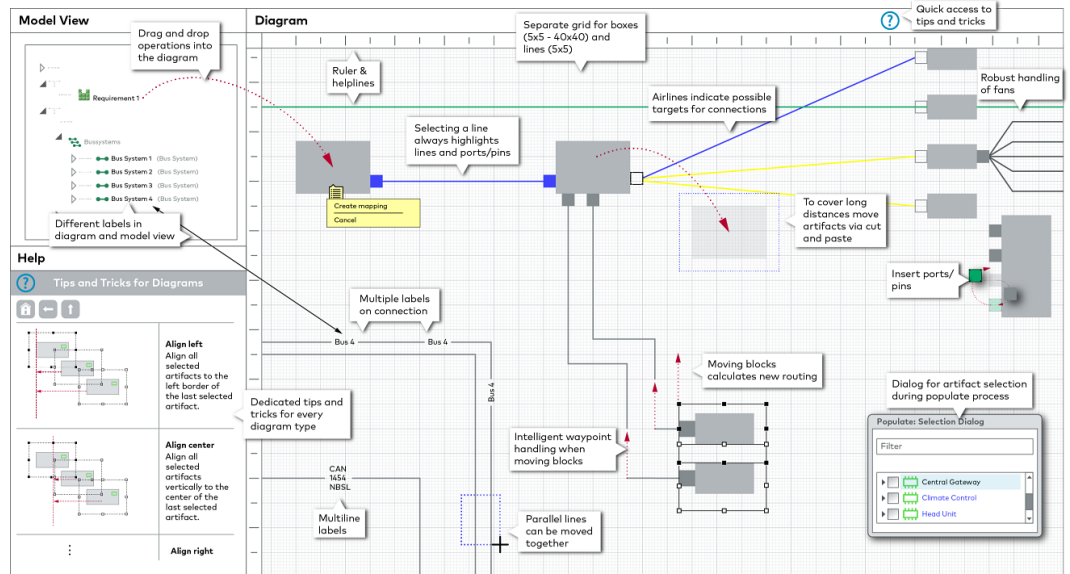 Model View
Drag and drop
operations into
the diagram
Requirement 1
Bussystems
Bus System 1 (Bus System)
Bus System 2 (Bus System)
Bus System 3 (Bus System)
Bus System 4 (Bus System)
Different labels in
diagram and model view
Help
?
Tips and Tricks for Diagrams
Align left
Align all
selected
artifacts to the
left border of
the last selected
artifact.
Dedicated tips and
tricks for every
diagram type
Align center
Align all
selected
artifacts
vertically to the
center of the
last selected
artifact.
Align right
Diagram
Separate grid for boxes
(5x5 - 40x40) and
lines (5x5)
?
Quick access to
tips and tricks
Ruler &
helplines
Airlines indicate possible
targets for connections
Robust handling
of fans
Selecting a line
always highlights
lines and ports/pins
Create mapping
Cancel
To cover long
distances move
artifacts via cut
and paste
Insert ports/
pins
Multiple labels
on connection
Bus 4
Bus 4
Bus 4
Moving blocks
calculates new routing
Dialog for artifact selection
during populate process
Intelligent waypoint
handling when
moving blocks
CAN
1454
NBSL
Multiline
labels
Parallel lines
can be moved
together
Populate: Selection Dialog
Filter
Central Gateway
Climate Control
Head Unit